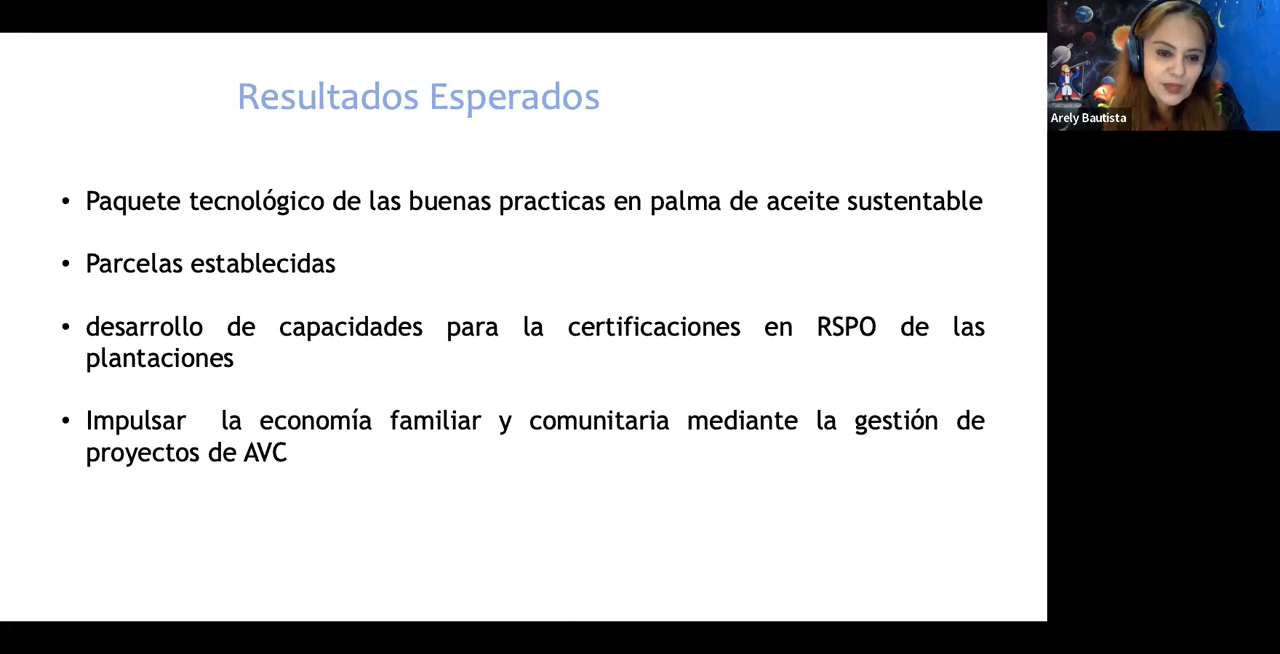 Resultados Esperados
• Paquete tecnológico de las buenas practicas en palma de aceite sustentable
• Parcelas establecidas
• desarrollo de capacidades para la certificaciones en RSPO de las
plantaciones
• Impulsar la economía familiar y comunitaria mediante la gestión de
proyectos de AVC
Arely Bautista